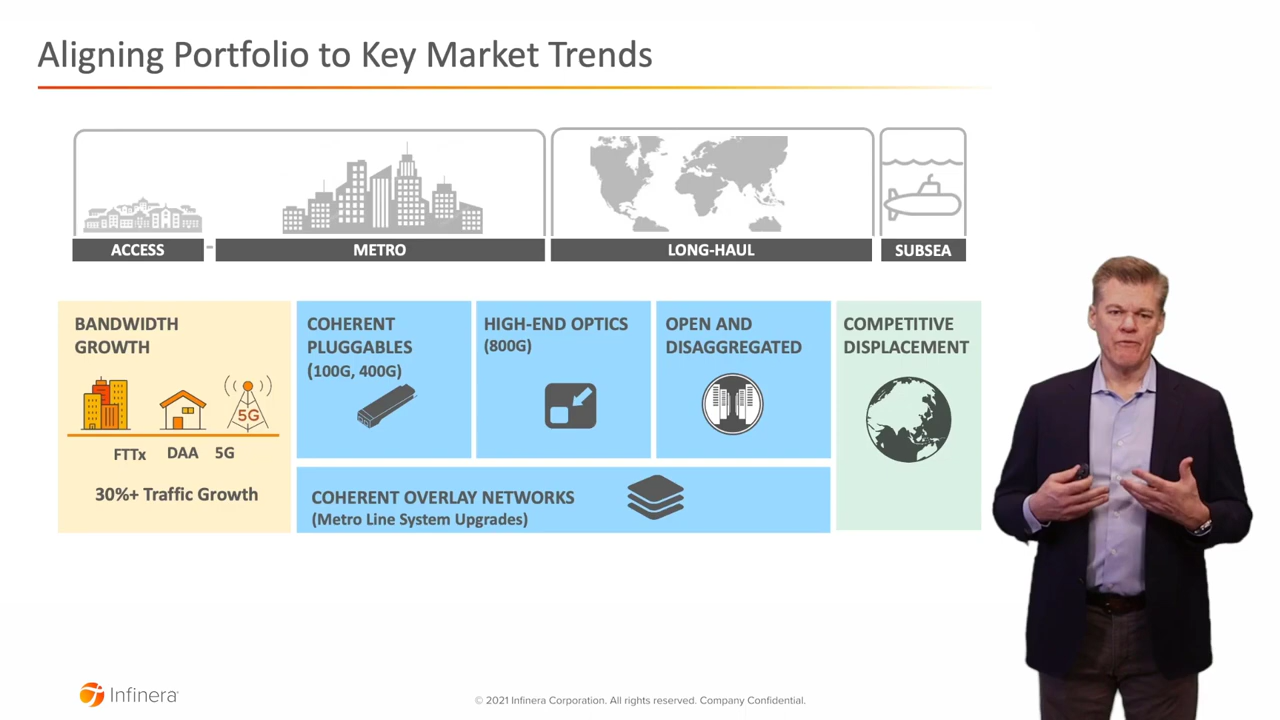 Aligning Portfolio to Key Market Trends
ACCESS
METRO
LONG-HAUL
SUBSEA
BANDWIDTH
GROWTH
5G
FTTx DAA 5G
30%+ Traffic Growth
COHERENT
PLUGGABLES
(100G, 400G)
HIGH-END OPTICS
(800G)
OPEN AND
DISAGGREGATED
COMPETITIVE
DISPLACEMENT
COHERENT OVERLAY NETWORKS
(Metro Line System Upgrades)
Infinera
© 2021 Infinera Corporation. All rights reserved. Company Confidential.